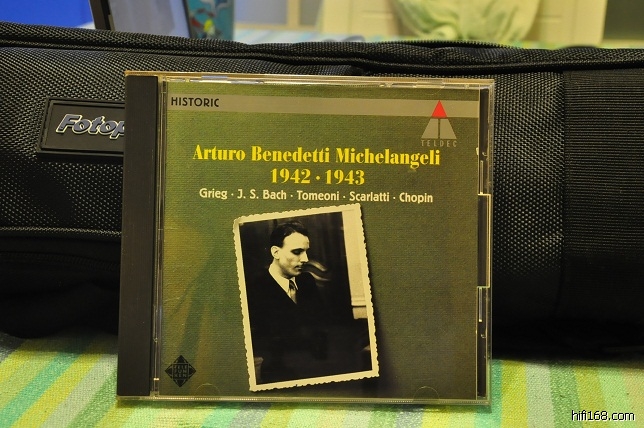 HISTORIC
TELDEC
Arturo Benedetti Michelangeli
1942 · 1943
Grieg · J. S. Bach · Tomeoni · Scarlatti · Chopin
hifi168.com